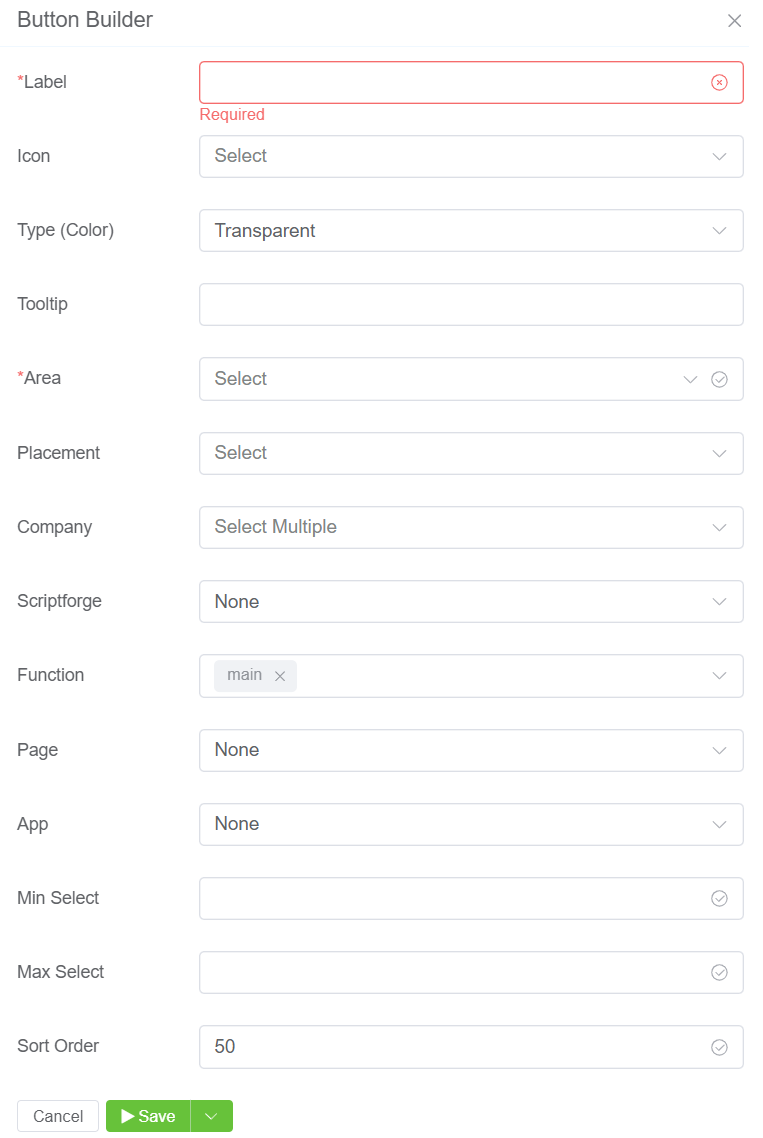 Button Builder
*Label
Required
Icon Select
Type (Color) Transparent
Tooltip
*Area Select
Placement Select
Company Select Multiple
Scriptforge None
Function main
Page None
App None
Min Select
Max Select
Sort Order 50
Cancel Save